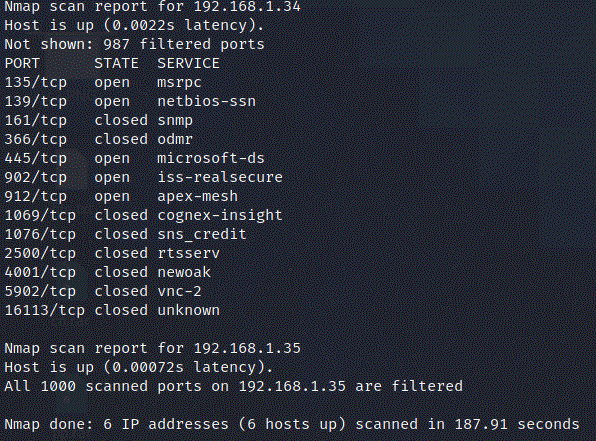 Nmap scan report for 192.168.1.34
Host is up (0.0022s latency).
Not shown: 987 filtered ports
PORT      STATE  SERVICE
135/tcp   open   msrpc
139/tcp   open   netbios-ssn
161/tcp   closed snmp
366/tcp   closed odmr
445/tcp   open   microsoft-ds
902/tcp   open   iss-realsecure
912/tcp   open   apex-mesh
1069/tcp  closed cognex-insight
1076/tcp  closed sns_credit
2500/tcp  closed rtsserv
4001/tcp  closed newoak
5902/tcp  closed vnc-2
16113/tcp closed unknown
Nmap scan report for 192.168.1.35
Host is up (0.00072s latency).
All 1000 scanned ports on 192.168.1.35 are filtered
Nmap done: 6 IP addresses (6 hosts up) scanned in 187.91 seconds